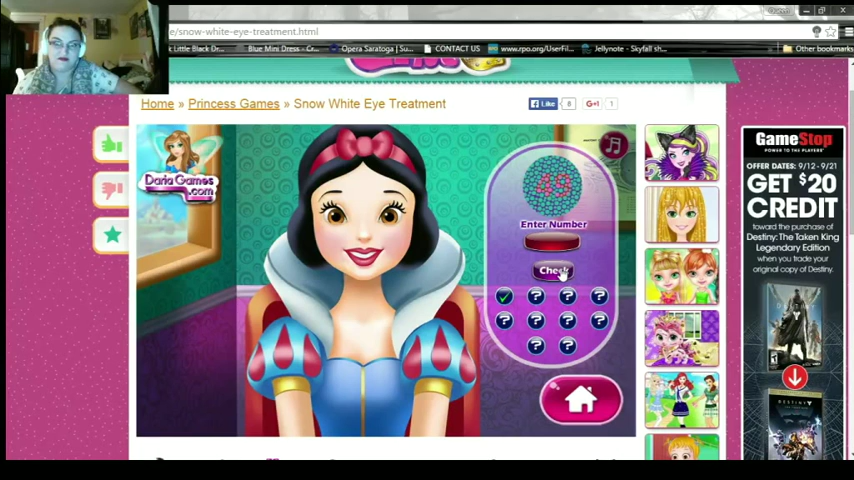 e/snow-white-eye-treatment.html
k Little Black Dr...
Blue Mini Dress - Cr...
Opera Saratoga | Su...
CONTACT US
www.rpo.org/UserFil...
Jellynote - Skyfall sh...
Other bookmarks
Home » Princess Games » Snow White Eye Treatment
Like 8
G+1 1
DariaGames
.com
49
Enter Number
Check
? ? ?
? ? ? ?
? ?
GameStop
POWER TO THE PLAYERS
OFFER DATES: 9/12 - 9/21
GET $20
CREDIT
toward the purchase of
Destiny: The Taken King
Legendary Edition
when you trade your
original copy of Destiny.
DESTINY